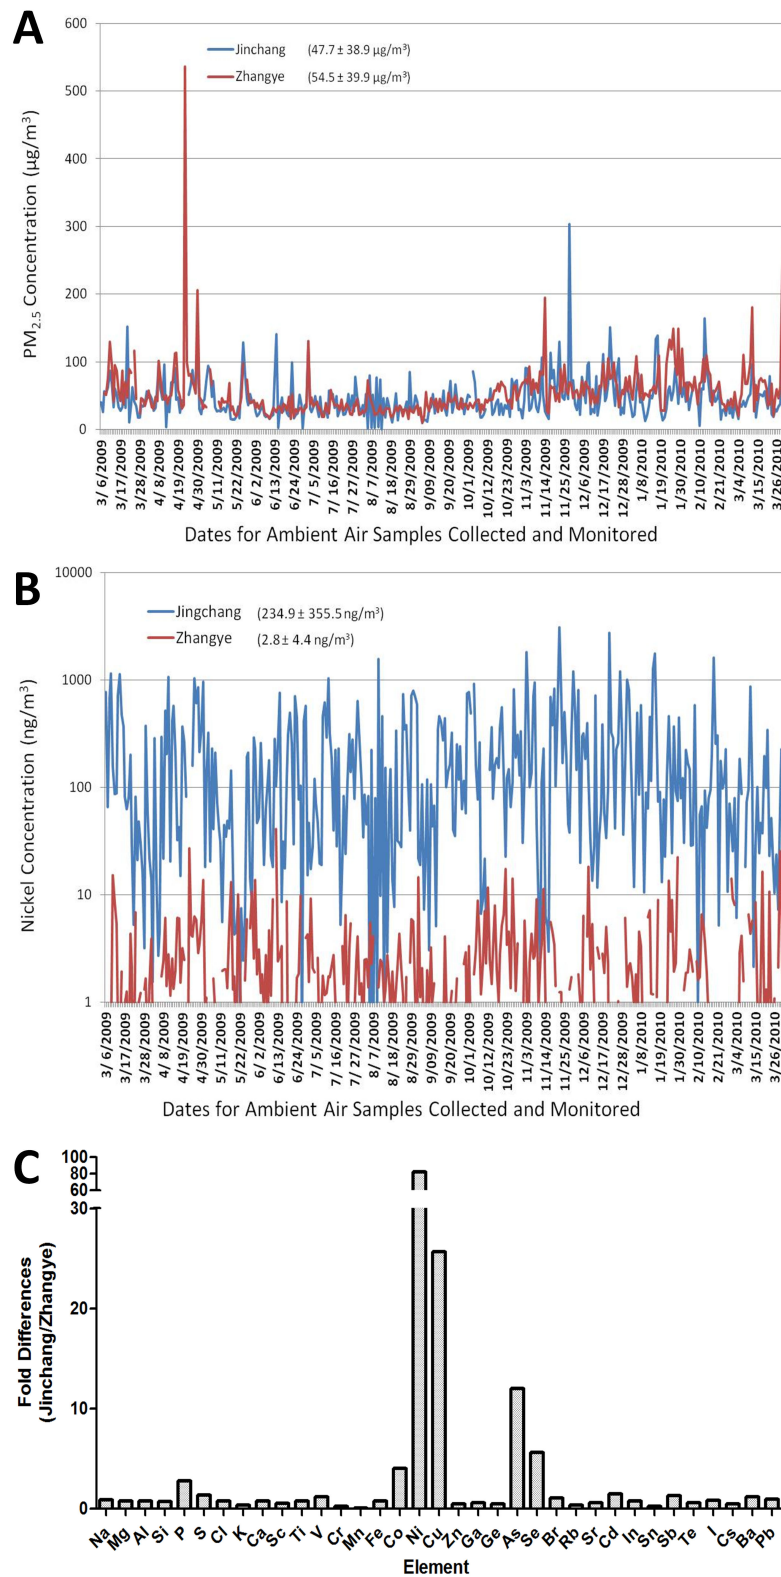 A
600
500
400
300
200
100
0
PM2.5 Concentration (µg/m³)
Jinchang (47.7 ± 38.9 µg/m³)
Zhangye (54.5 ± 39.9 µg/m³)
3/ 6/2009 3/17/2009 3/28/2009 4/ 8/2009 4/19/2009 4/30/2009 5/11/2009 5/22/2009 6/ 2/2009 6/13/2009 6/24/2009 7/ 5/2009 7/16/2009 7/27/2009 8/ 7/2009 8/18/2009 8/29/2009 9/09/2009 9/20/2009 10/1/2009 10/12/2009 10/23/2009 11/3/2009 11/14/2009 11/25/2009 12/6/2009 12/17/2009 12/28/2009 1/8/2010 1/19/2010 1/30/2010 2/10/2010 2/21/2010 3/4/2010 3/15/2010 3/26/2010
Dates for Ambient Air Samples Collected and Monitored
B
10000
1000
100
10
1
Nickel Concentration (ng/m³)
Jingchang (234.9 ± 355.5 ng/m³)
Zhangye (2.8 ± 4.4 ng/m³)
3/ 6/2009 3/17/2009 3/28/2009 4/ 8/2009 4/19/2009 4/30/2009 5/11/2009 5/22/2009 6/ 2/2009 6/13/2009 6/24/2009 7/ 5/2009 7/16/2009 7/27/2009 8/ 7/2009 8/18/2009 8/29/2009 9/09/2009 9/20/2009 10/1/2009 10/12/2009 10/23/2009 11/3/2009 11/14/2009 11/25/2009 12/6/2009 12/17/2009 12/28/2009 1/8/2010 1/19/2010 1/30/2010 2/10/2010 2/21/2010 3/4/2010 3/15/2010 3/26/2010
Dates for Ambient Air Samples Collected and Monitored
C
100
80
60
30
20
10
0
Fold Differences
(Jinchang/Zhangye)
Na Mg Al Si P S Cl K Ca Sc Ti V Cr Mn Fe Co Ni Cu Zn Ga Ge As Se Br Rb Sr Cd In Sn Sb Te I Cs Ba Pb
Element